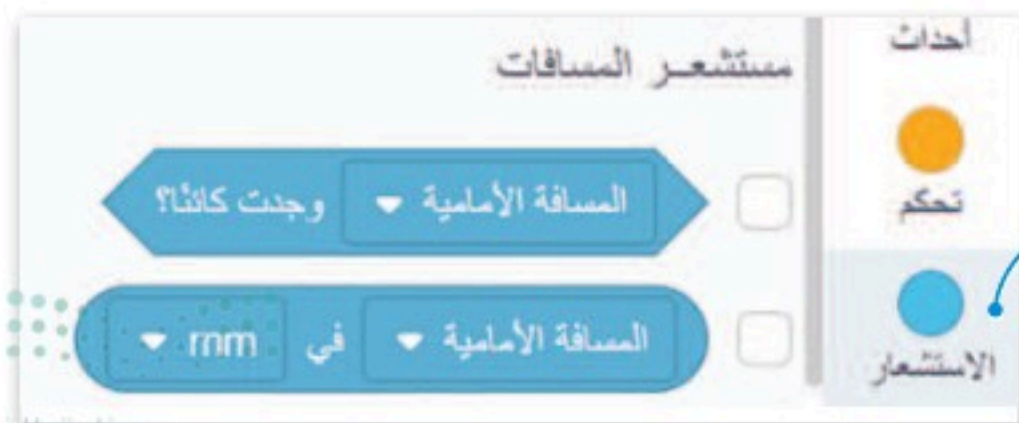 أحداث
تحكم
الاستشعار
مستشعر المسافات
المسافة الأمامية وجدت كائنًا؟
المسافة الأمامية في mm